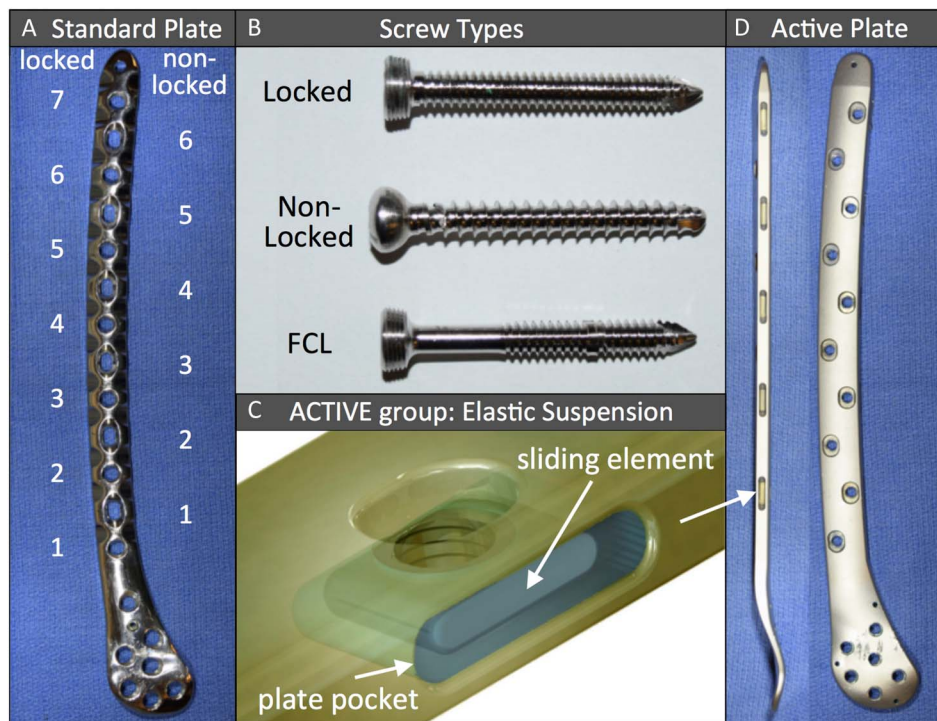 A Standard Plate
locked
non-
locked
7
6
6
5
5
4
4
3
3
2
2
1
1
B Screw Types
Locked
Non-
Locked
FCL
C ACTIVE group: Elastic Suspension
sliding element
plate pocket
D Active Plate